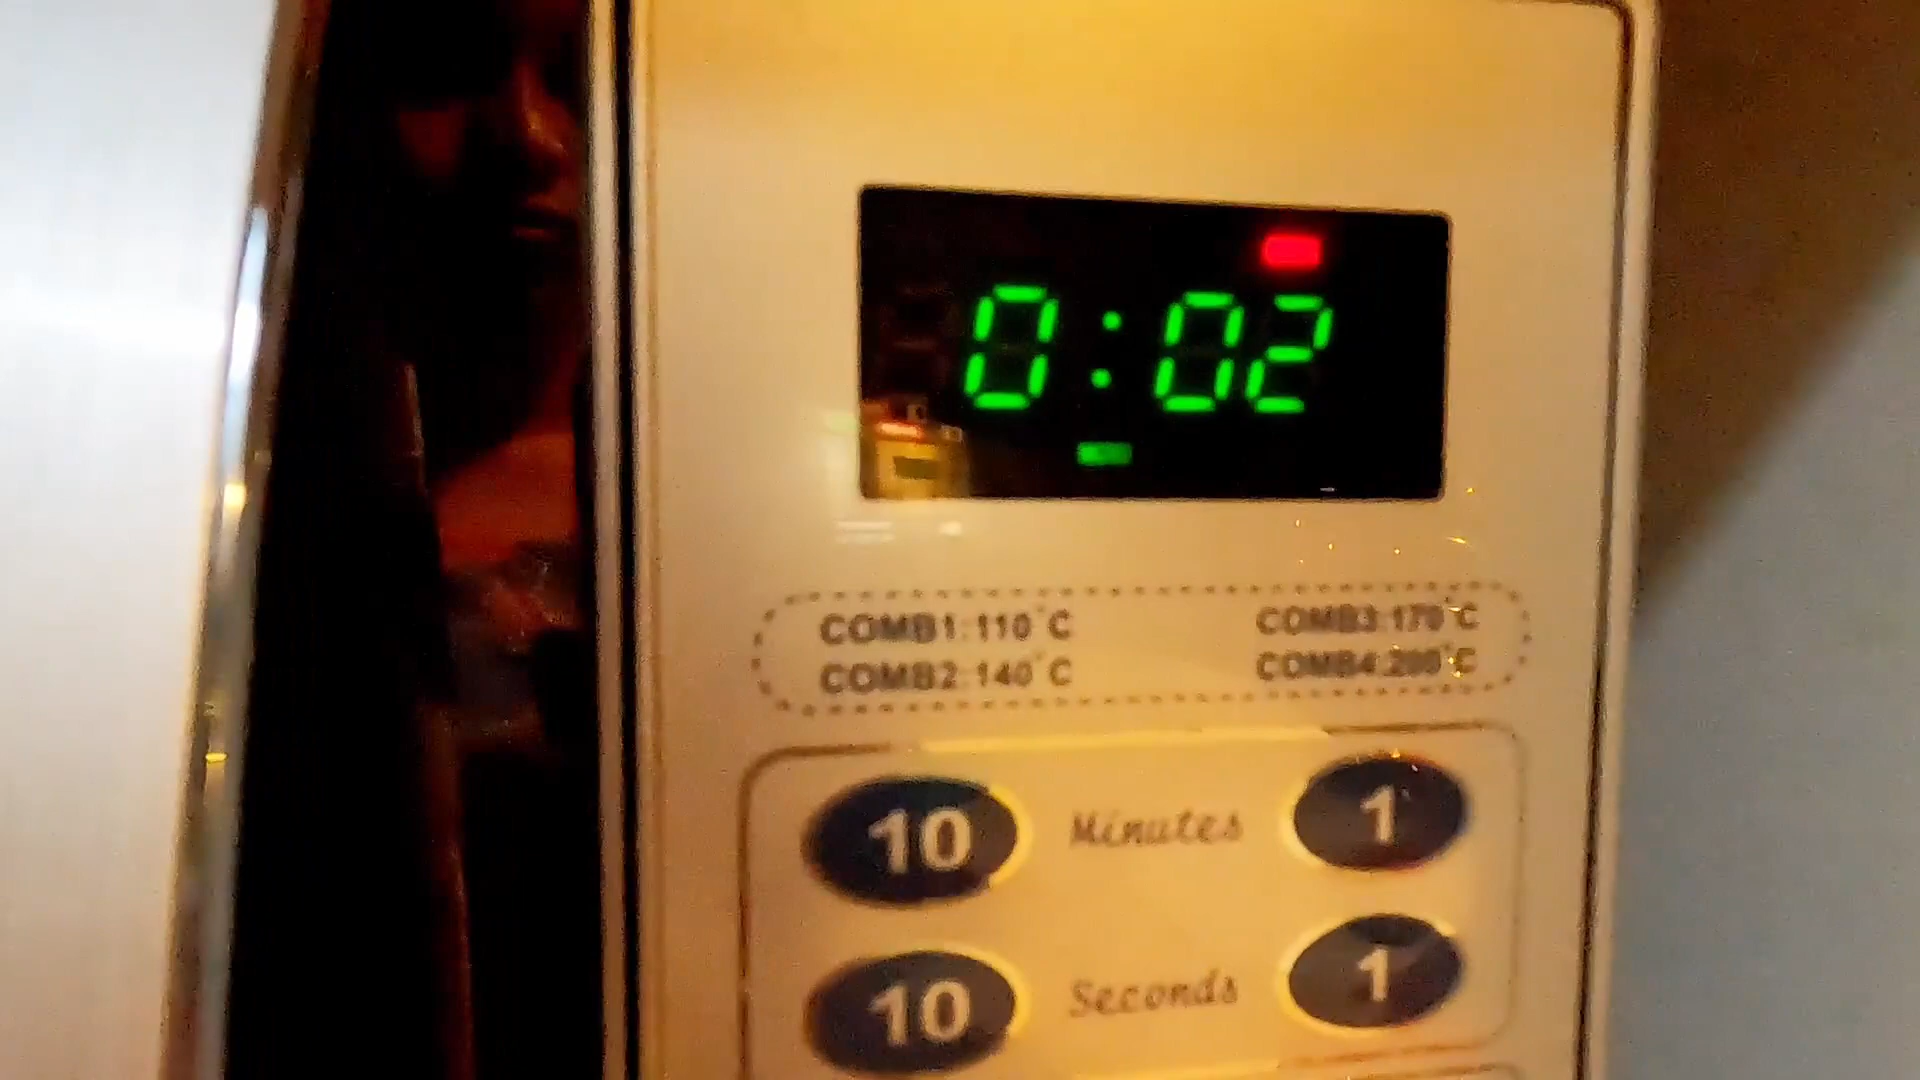 0:02
COMB1:110°C COMB3:170°C
COMB2:140°C COMB4:200°C
10 Minutes 1
10 Seconds 1